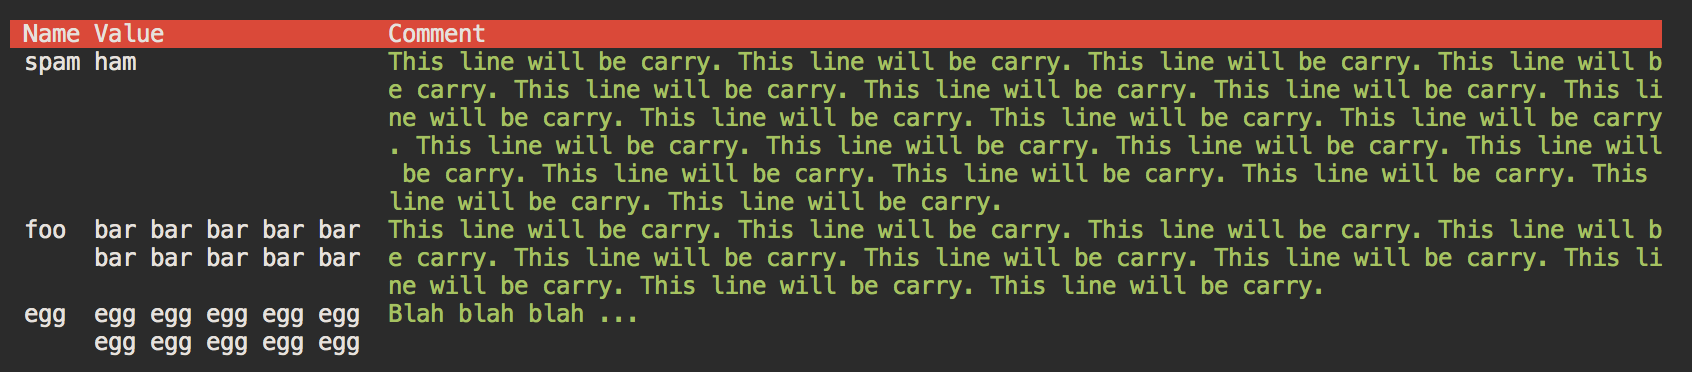 Name Value                Comment
spam ham                  This line will be carry. This line will be carry. This line will be carry. This line will b
                          e carry. This line will be carry. This line will be carry. This line will be carry. This li
                          ne will be carry. This line will be carry. This line will be carry. This line will be carry
                          . This line will be carry. This line will be carry. This line will be carry. This line will
                           be carry. This line will be carry. This line will be carry. This line will be carry. This
                          line will be carry. This line will be carry.
foo  bar bar bar bar bar  This line will be carry. This line will be carry. This line will be carry. This line will b
     bar bar bar bar bar  e carry. This line will be carry. This line will be carry. This line will be carry. This li
                          ne will be carry. This line will be carry. This line will be carry.
egg  egg egg egg egg egg  Blah blah blah ...
     egg egg egg egg egg